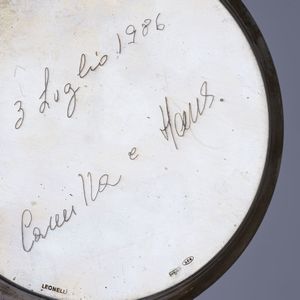 3 Luglio 1986
Camilla e Hans.
LEONELLI